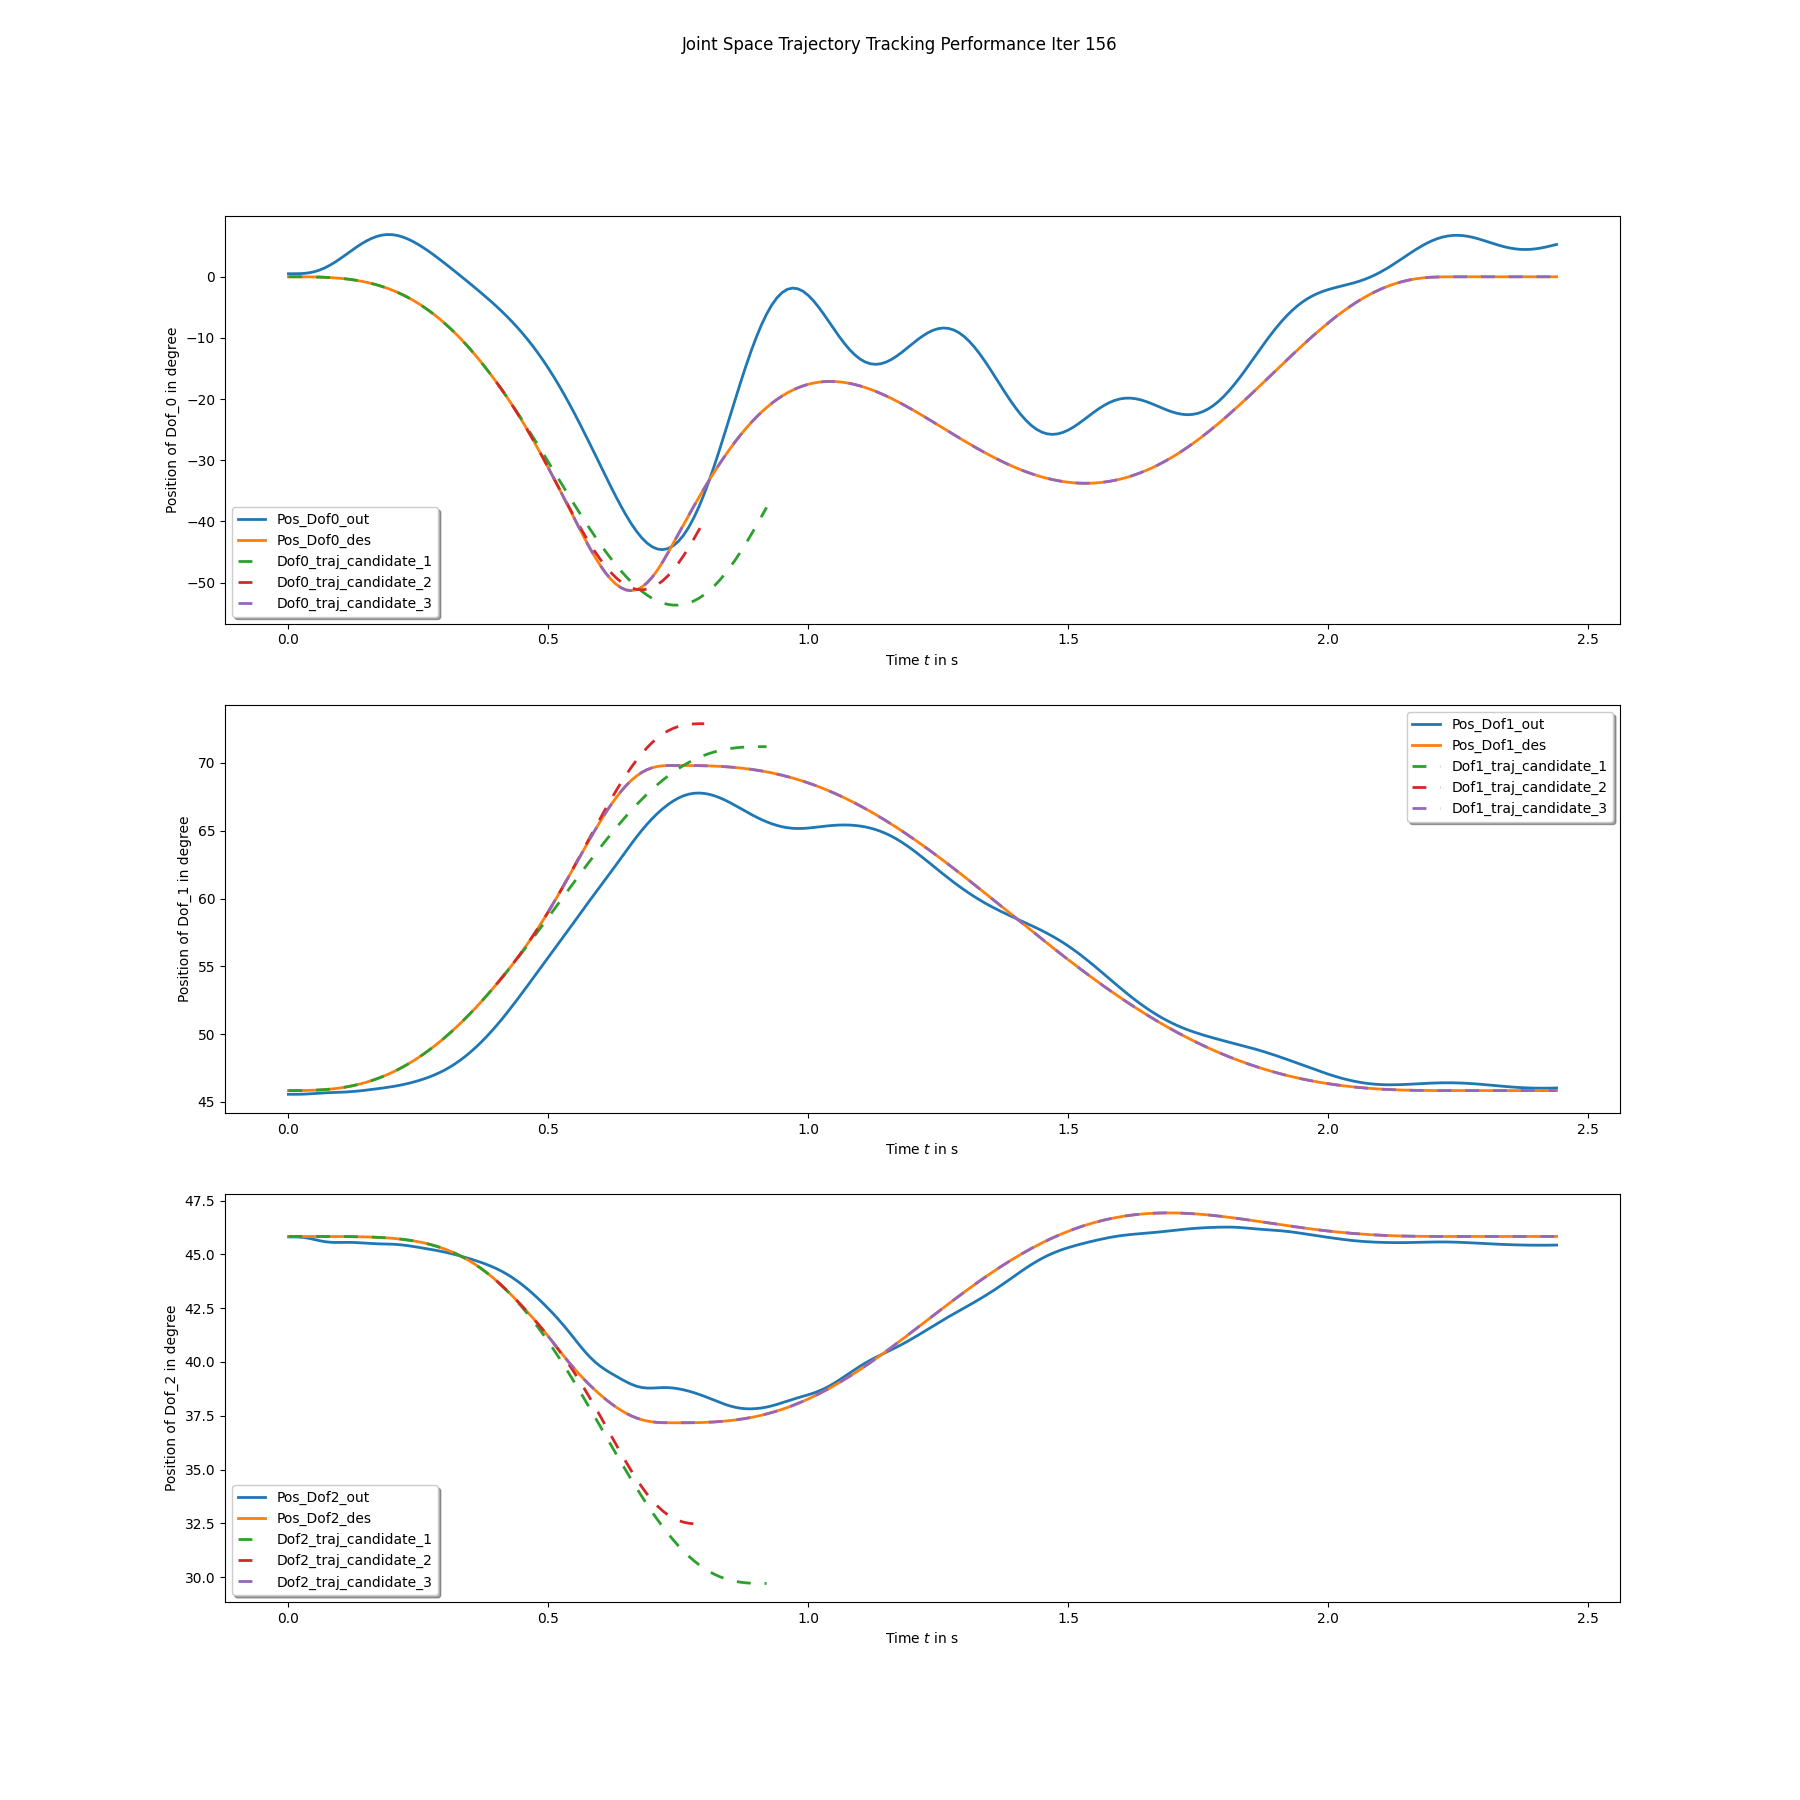 Joint Space Trajectory Tracking Performance Iter 156
Position of Dof_0 in degree
0
−10
−20
−30
−40
−50
Pos_Dof0_out
Pos_Dof0_des
Dof0_traj_candidate_1
Dof0_traj_candidate_2
Dof0_traj_candidate_3
0.0 0.5 1.0 1.5 2.0 2.5
Time t in s
Position of Dof_1 in degree
70
65
60
55
50
45
Pos_Dof1_out
Pos_Dof1_des
Dof1_traj_candidate_1
Dof1_traj_candidate_2
Dof1_traj_candidate_3
0.0 0.5 1.0 1.5 2.0 2.5
Time t in s
Position of Dof_2 in degree
47.5
45.0
42.5
40.0
37.5
35.0
32.5
30.0
Pos_Dof2_out
Pos_Dof2_des
Dof2_traj_candidate_1
Dof2_traj_candidate_2
Dof2_traj_candidate_3
0.0 0.5 1.0 1.5 2.0 2.5
Time t in s